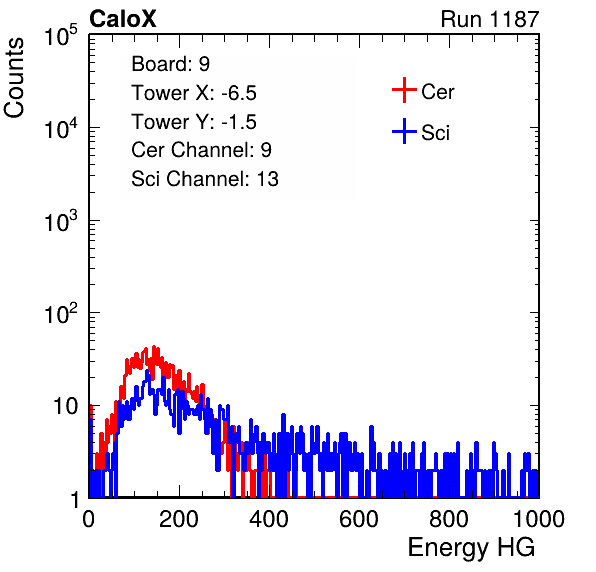 CaloX Run 1187
Counts
Board: 9
Tower X: -6.5
Tower Y: -1.5
Cer Channel: 9
Sci Channel: 13
Cer
Sci
10^5
10^4
10^3
10^2
10
1
0 200 400 600 800 1000
Energy HG